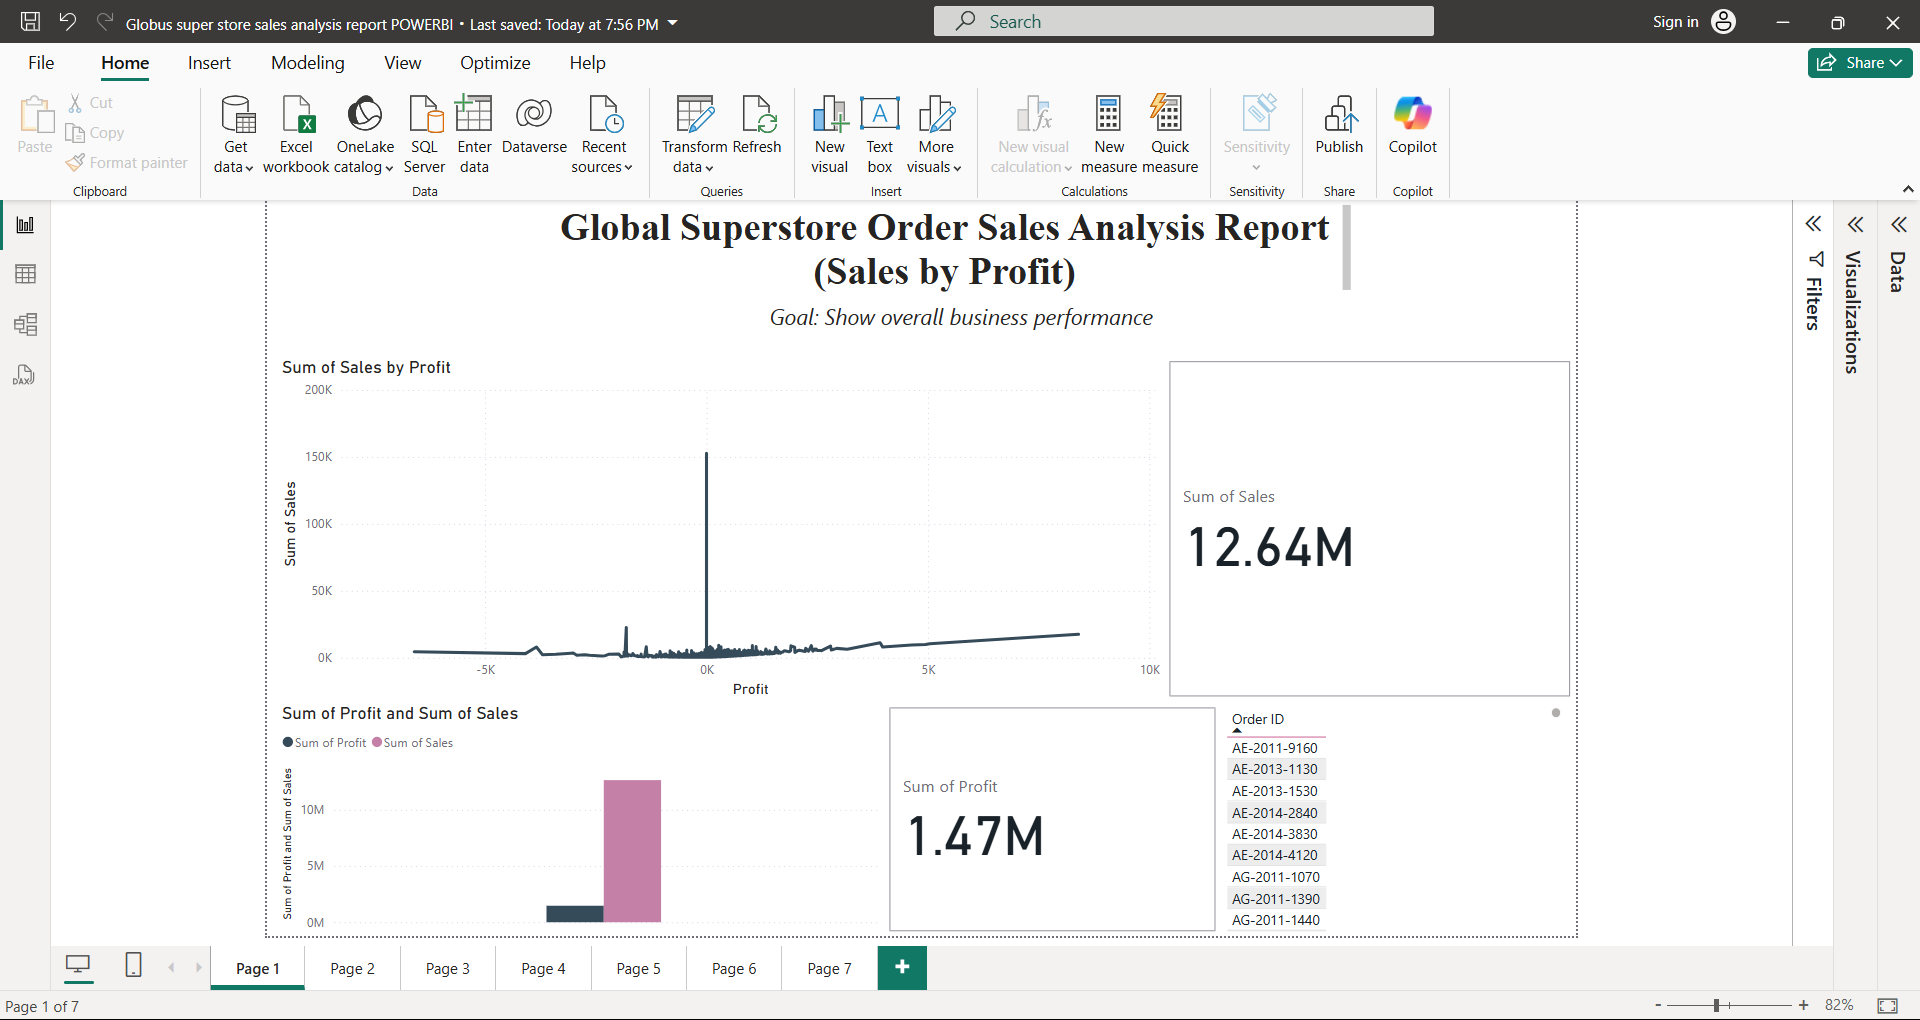 Globus super store sales analysis report POWERBI • Last saved: Today at 7:56 PM
Search
Sign in
File
Home
Insert
Modeling
View
Optimize
Help
Share
Paste
Cut
Copy
Format painter
Clipboard
Get data
Excel workbook
OneLake catalog
SQL Server
Enter data
Dataverse
Recent sources
Data
Transform data
Refresh
Queries
New visual
Text box
More visuals
Insert
New visual calculation
New measure
Quick measure
Calculations
Sensitivity
Sensitivity
Publish
Share
Copilot
Copilot
Global Superstore Order Sales Analysis Report
(Sales by Profit)
Goal: Show overall business performance
Sum of Sales by Profit
200K
150K
100K
50K
0K
Sum of Sales
-5K
0K
5K
10K
Profit
Sum of Sales
12.64M
Sum of Profit and Sum of Sales
Sum of Profit
Sum of Sales
Sum of Profit and Sum of Sales
10M
5M
0M
Sum of Profit
1.47M
Order ID
AE-2011-9160
AE-2013-1130
AE-2013-1530
AE-2014-2840
AE-2014-3830
AE-2014-4120
AG-2011-1070
AG-2011-1390
AG-2011-1440
Filters
Visualizations
Data
DAX
Page 1
Page 2
Page 3
Page 4
Page 5
Page 6
Page 7
Page 1 of 7
82%